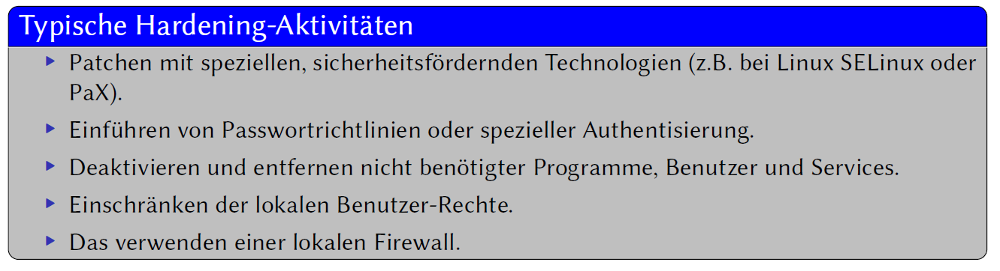 Typische Hardening-Aktivitäten
Patchen mit speziellen, sicherheitsfördernden Technologien (z.B. bei Linux SELinux oder
PaX).
Einführen von Passwortrichtlinien oder spezieller Authentisierung.
Deaktivieren und entfernen nicht benötigter Programme, Benutzer und Services.
Einschränken der lokalen Benutzer-Rechte.
Das verwenden einer lokalen Firewall.